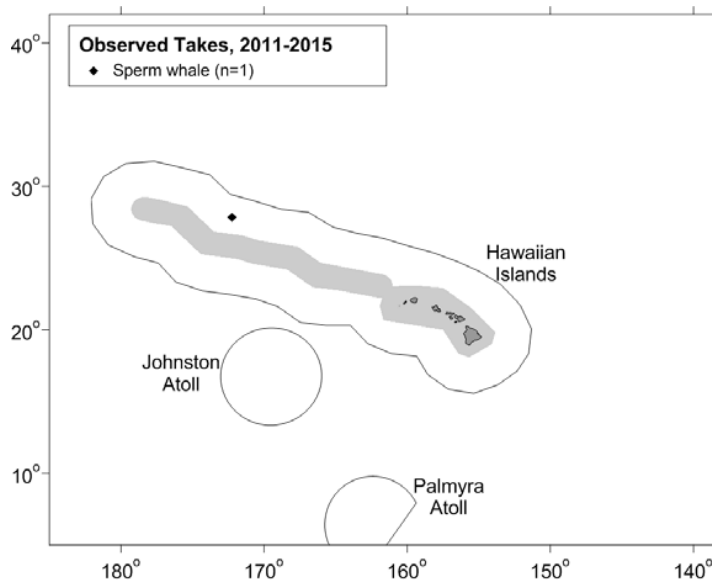 Observed Takes, 2011-2015
Sperm whale (n=1)
40°
30°
Hawaiian
Islands
20°
Johnston
Atoll
10°
Palmyra
Atoll
180°
170°
160°
150°
140°